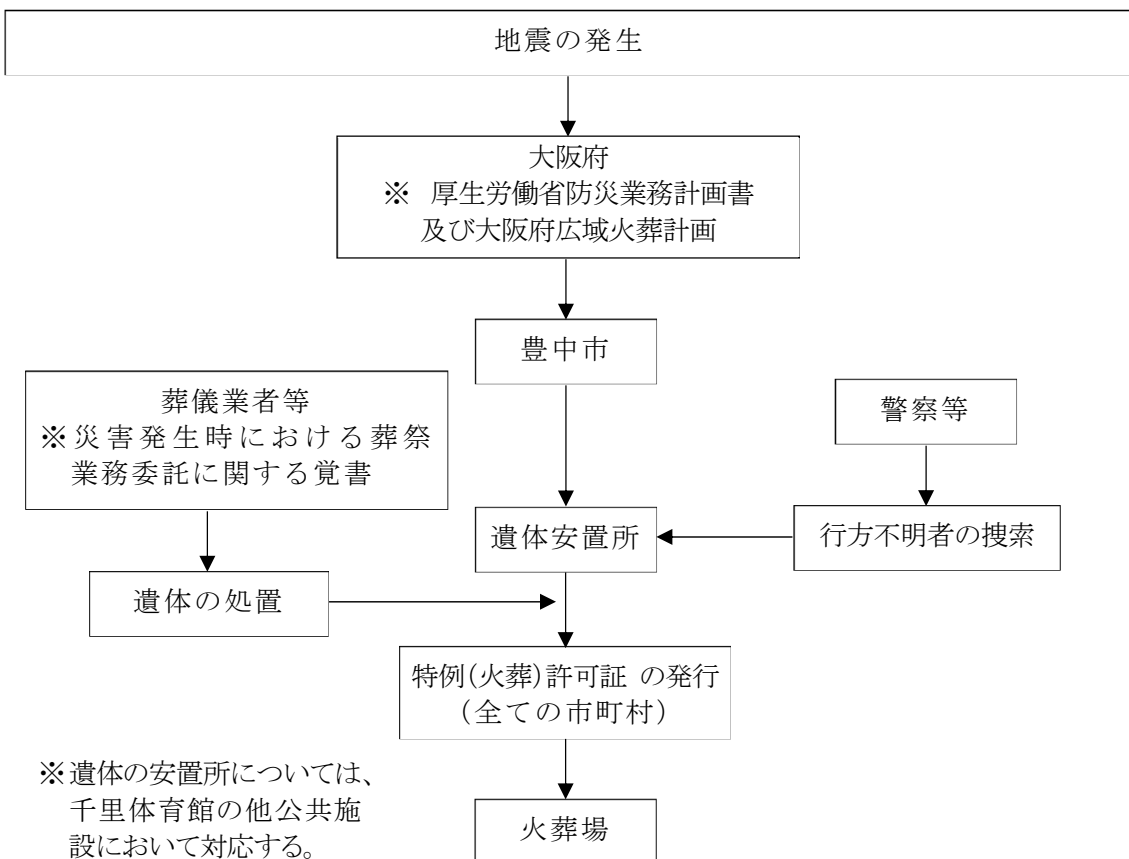 地震の発生
大阪府
※ 厚生労働省防災業務計画書
及び大阪府広域火葬計画
豊中市
葬儀業者等
※災害発生時における葬祭
業務委託に関する覚書
警察等
遺体安置所
行方不明者の捜索
遺体の処置
特例(火葬)許可証 の発行
(全ての市町村)
※遺体の安置所については、
千里体育館の他公共施
設において対応する。
火葬場